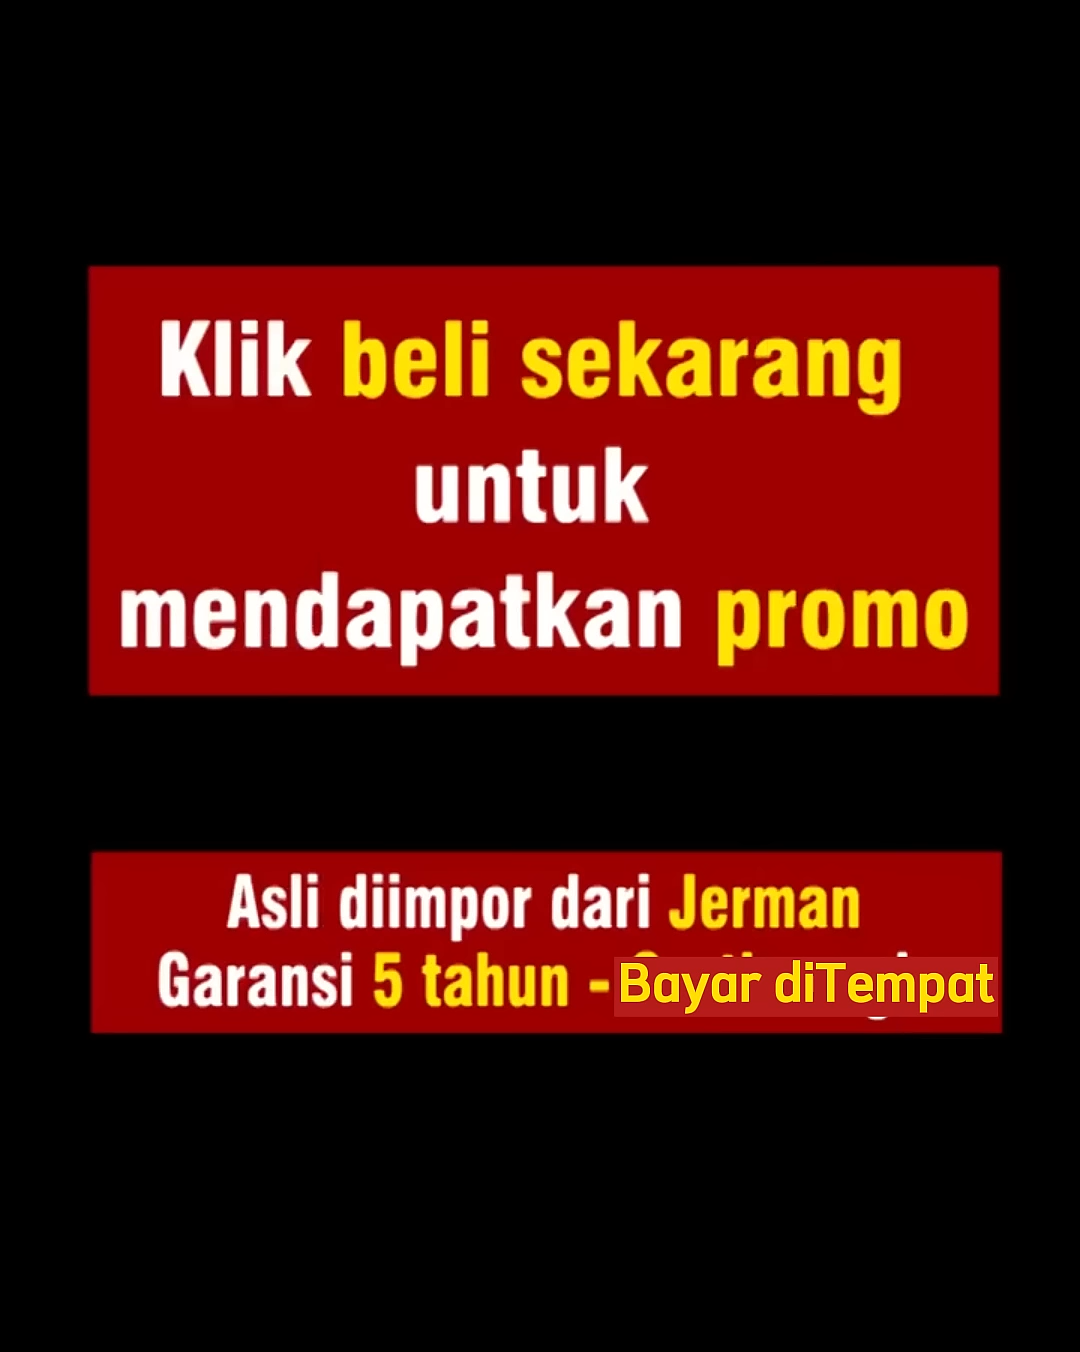 Klik beli sekarang
untuk
mendapatkan promo
Asli diimpor dari Jerman
Garansi 5 tahun - Bayar diTempat